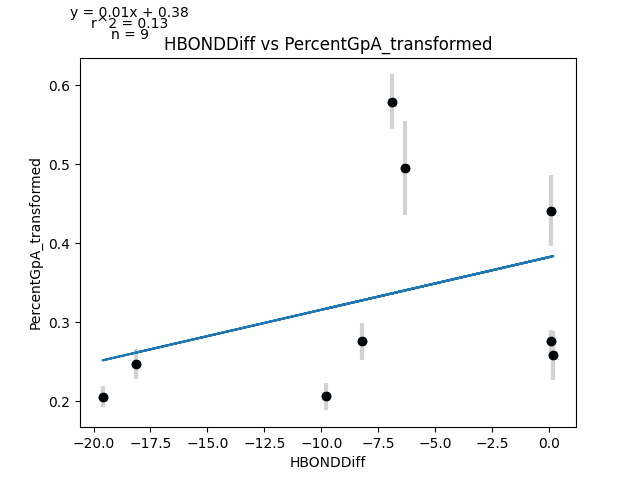 y = 0.01x + 0.38
r^2 = 0.13
n = 9
HBONDDiff vs PercentGpA_transformed
PercentGpA_transformed
0.6
0.5
0.4
0.3
0.2
−20.0 −17.5 −15.0 −12.5 −10.0 −7.5 −5.0 −2.5 0.0
HBONDDiff